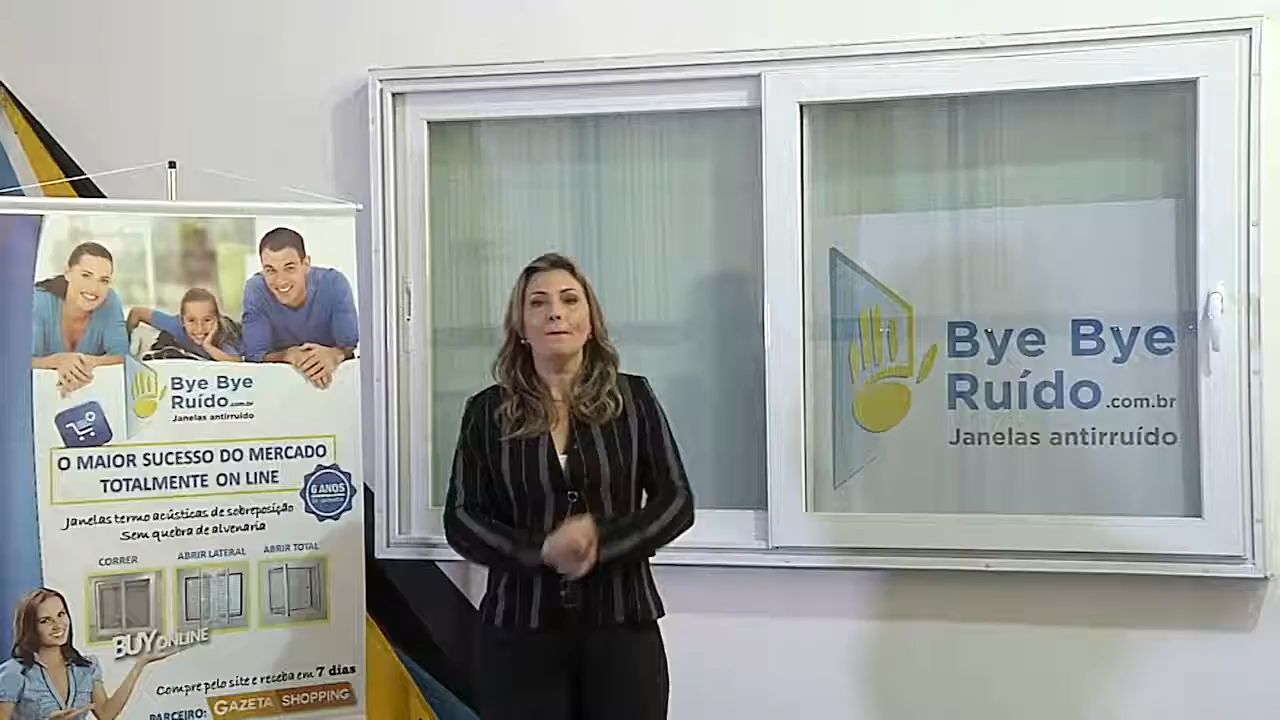 Bye Bye
Ruído.com.br
Janelas antirruído
O MAIOR SUCESSO DO MERCADO
TOTALMENTE ON LINE
6 ANOS
Janelas termo acústicas de sobreposição
Sem quebra de alvenaria
CORRER
ABRIR LATERAL
ABRIR TOTAL
BUY ONLINE
Compre pelo site e receba em 7 dias
PARCEIRO: GAZETA SHOPPING
Bye Bye
Ruído.com.br
Janelas antirruído